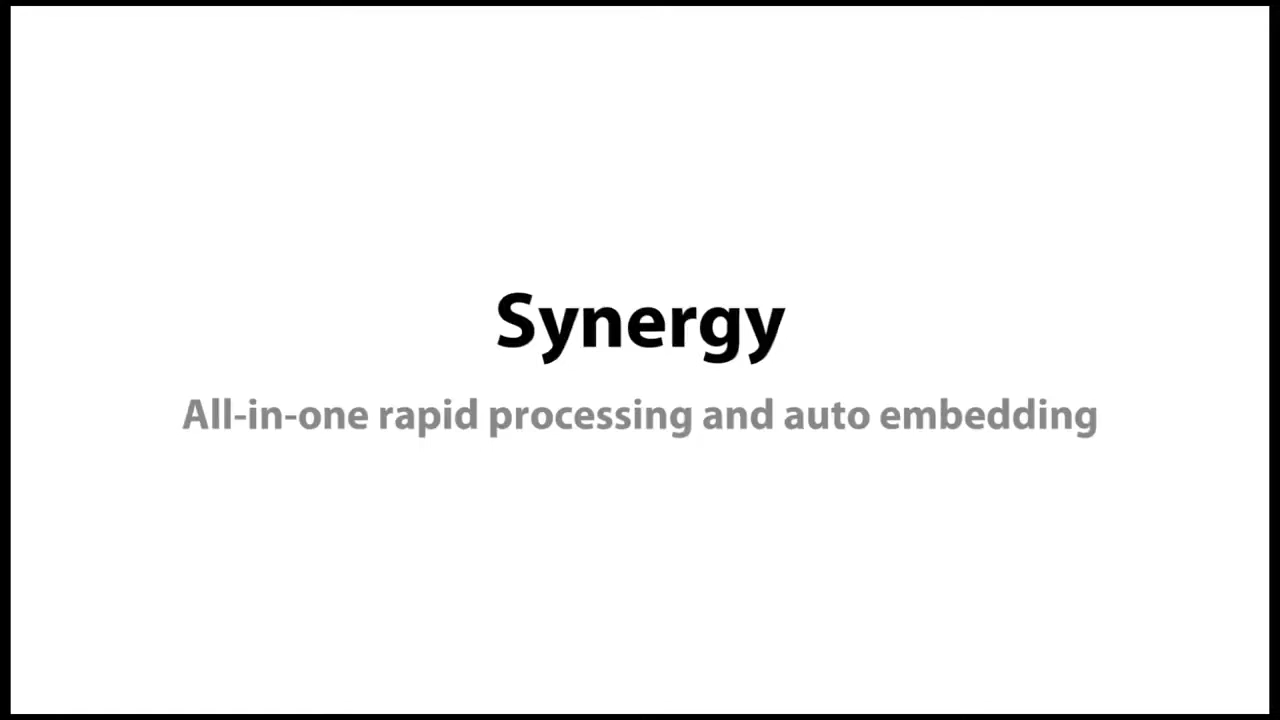 Synergy
All-in-one rapid processing and auto embedding